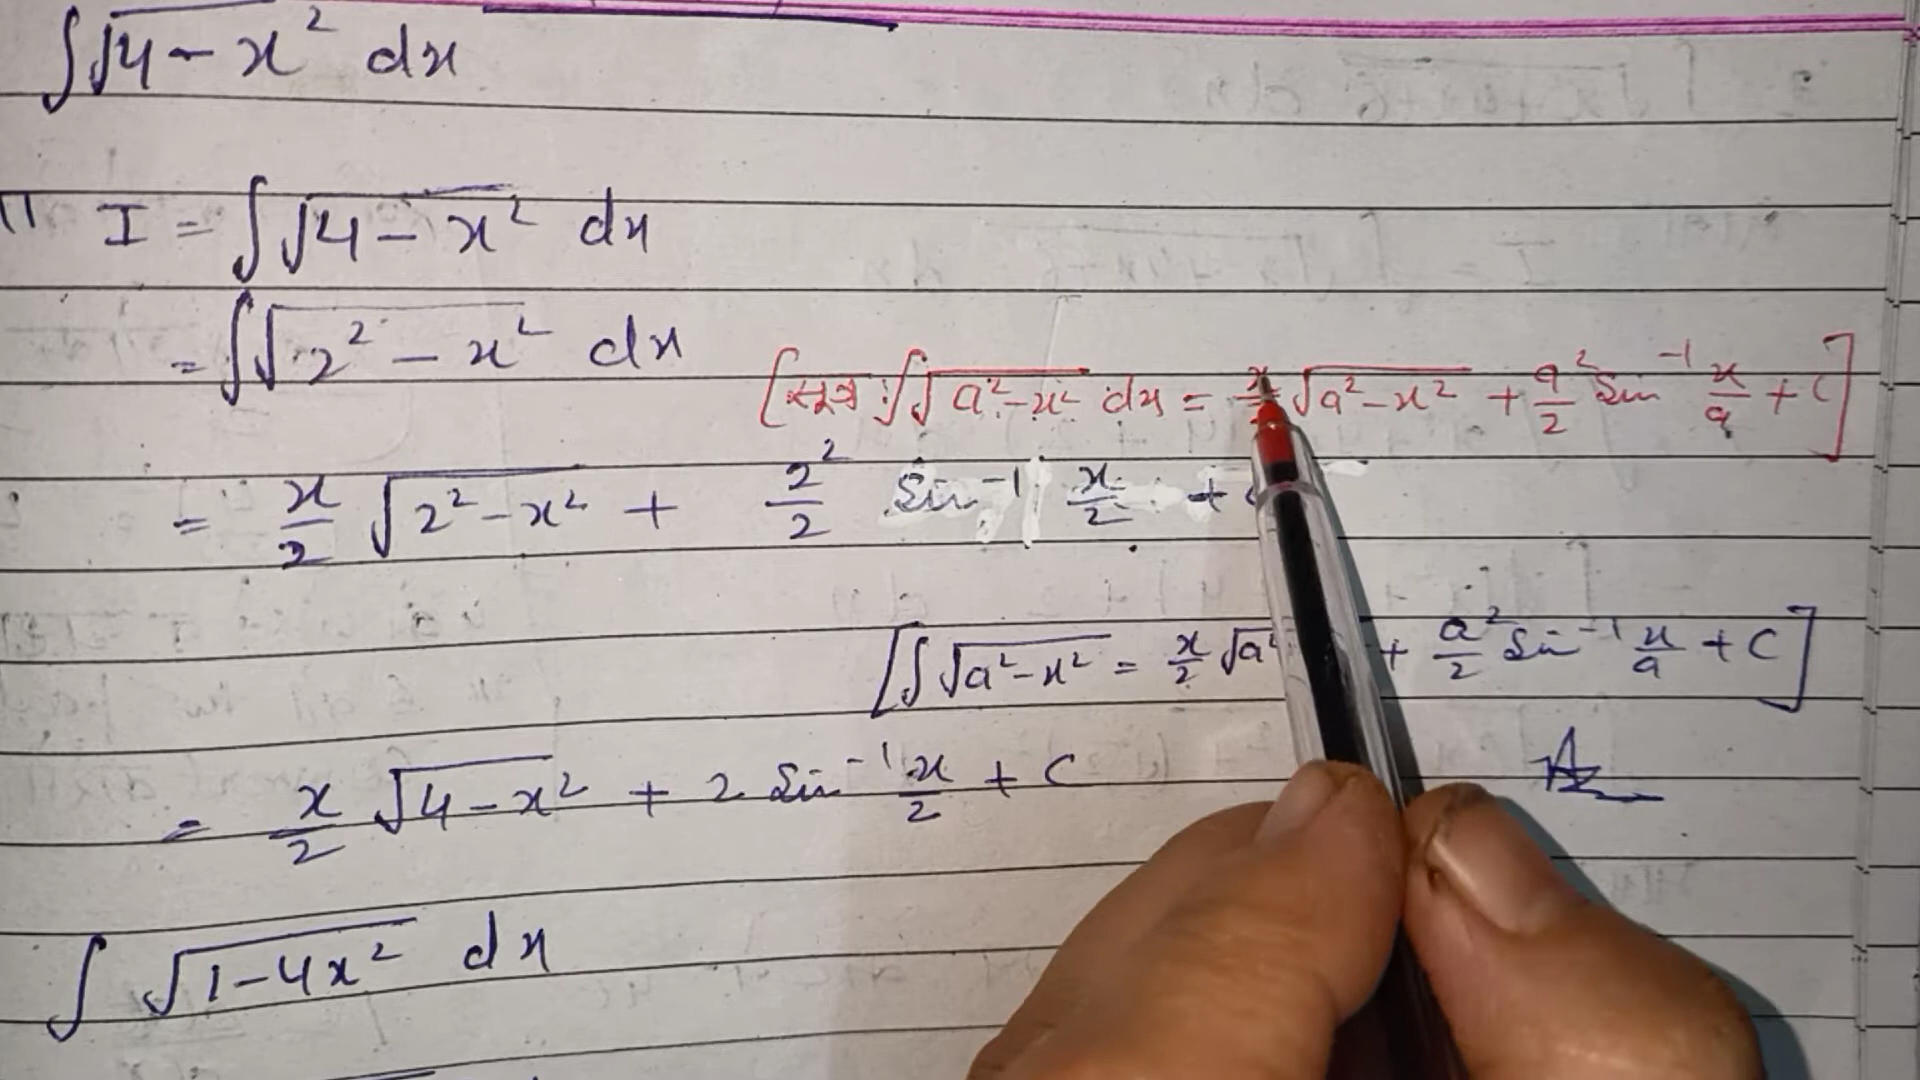 ∫√4-x² dx
I = ∫√4-x² dx
= ∫√2²-x² dx
[सूत्र : ∫√a²-x² dx = x/2 √a²-x² + a²/2 Sin⁻¹ x/a + C]
= x/2 √2²-x² + 2²/2 Sin⁻¹ x/2 +
[∫√a²-x² = x/2 √a² + a²/2 Sin⁻¹ x/a + C]
= x/2 √4-x² + 2 Sin⁻¹ x/2 + C
∫ √1-4x² dx